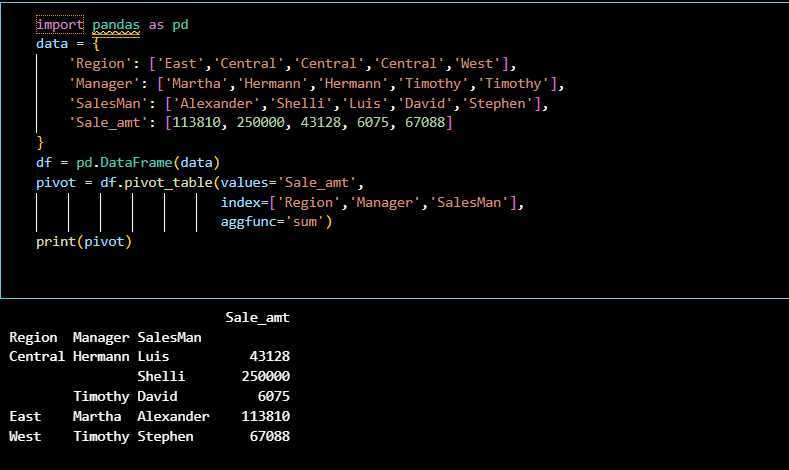 import pandas as pd
data = {
    'Region': ['East','Central','Central','Central','West'],
    'Manager': ['Martha','Hermann','Hermann','Timothy','Timothy'],
    'SalesMan': ['Alexander','Shelli','Luis','David','Stephen'],
    'Sale_amt': [113810, 250000, 43128, 6075, 67088]
}
df = pd.DataFrame(data)
pivot = df.pivot_table(values='Sale_amt',
                       index=['Region','Manager','SalesMan'],
                       aggfunc='sum')
print(pivot)
                           Sale_amt
Region  Manager SalesMan
Central Hermann Luis          43128
                Shelli       250000
        Timothy David          6075
East    Martha  Alexander    113810
West    Timothy Stephen       67088